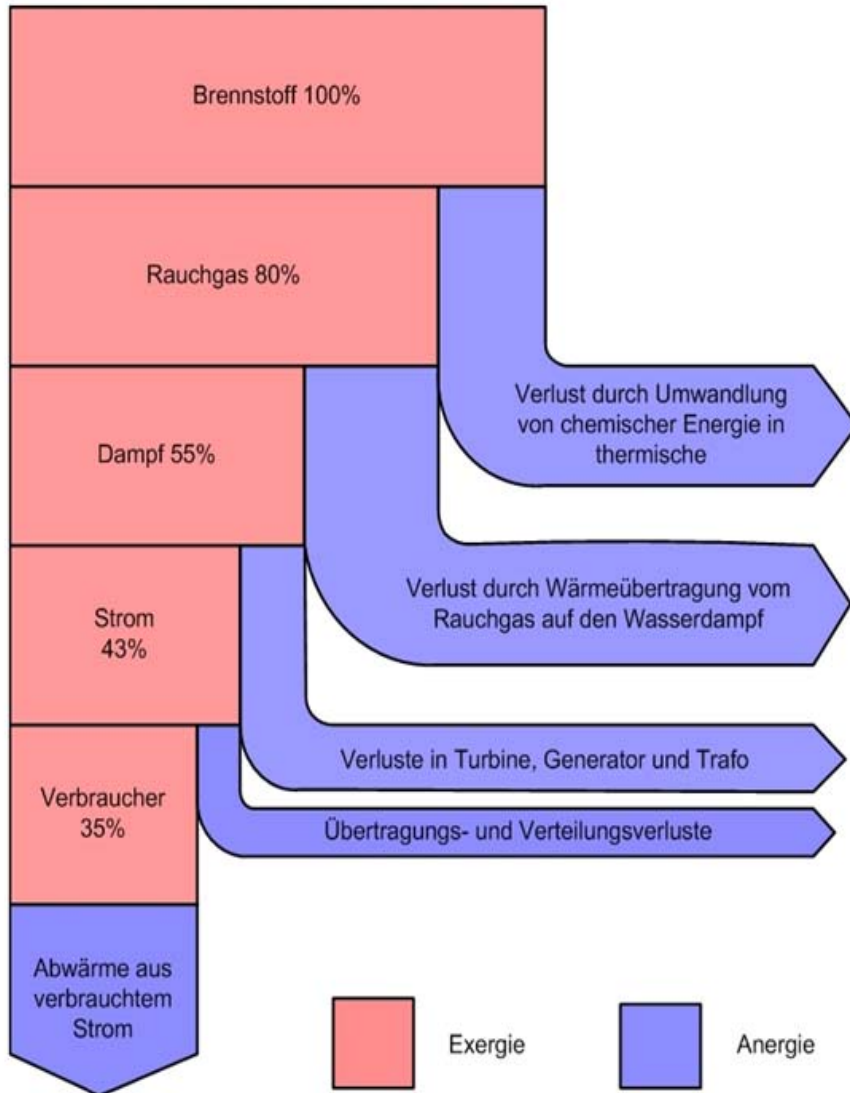 Brennstoff 100%
Rauchgas 80%
Verlust durch Umwandlung
von chemischer Energie in
thermische
Dampf 55%
Verlust durch Wärmeübertragung vom
Rauchgas auf den Wasserdampf
Strom
43%
Verluste in Turbine, Generator und Trafo
Verbraucher
35%
Übertragungs- und Verteilungsverluste
Abwärme aus
verbrauchtem
Strom
Exergie
Anergie